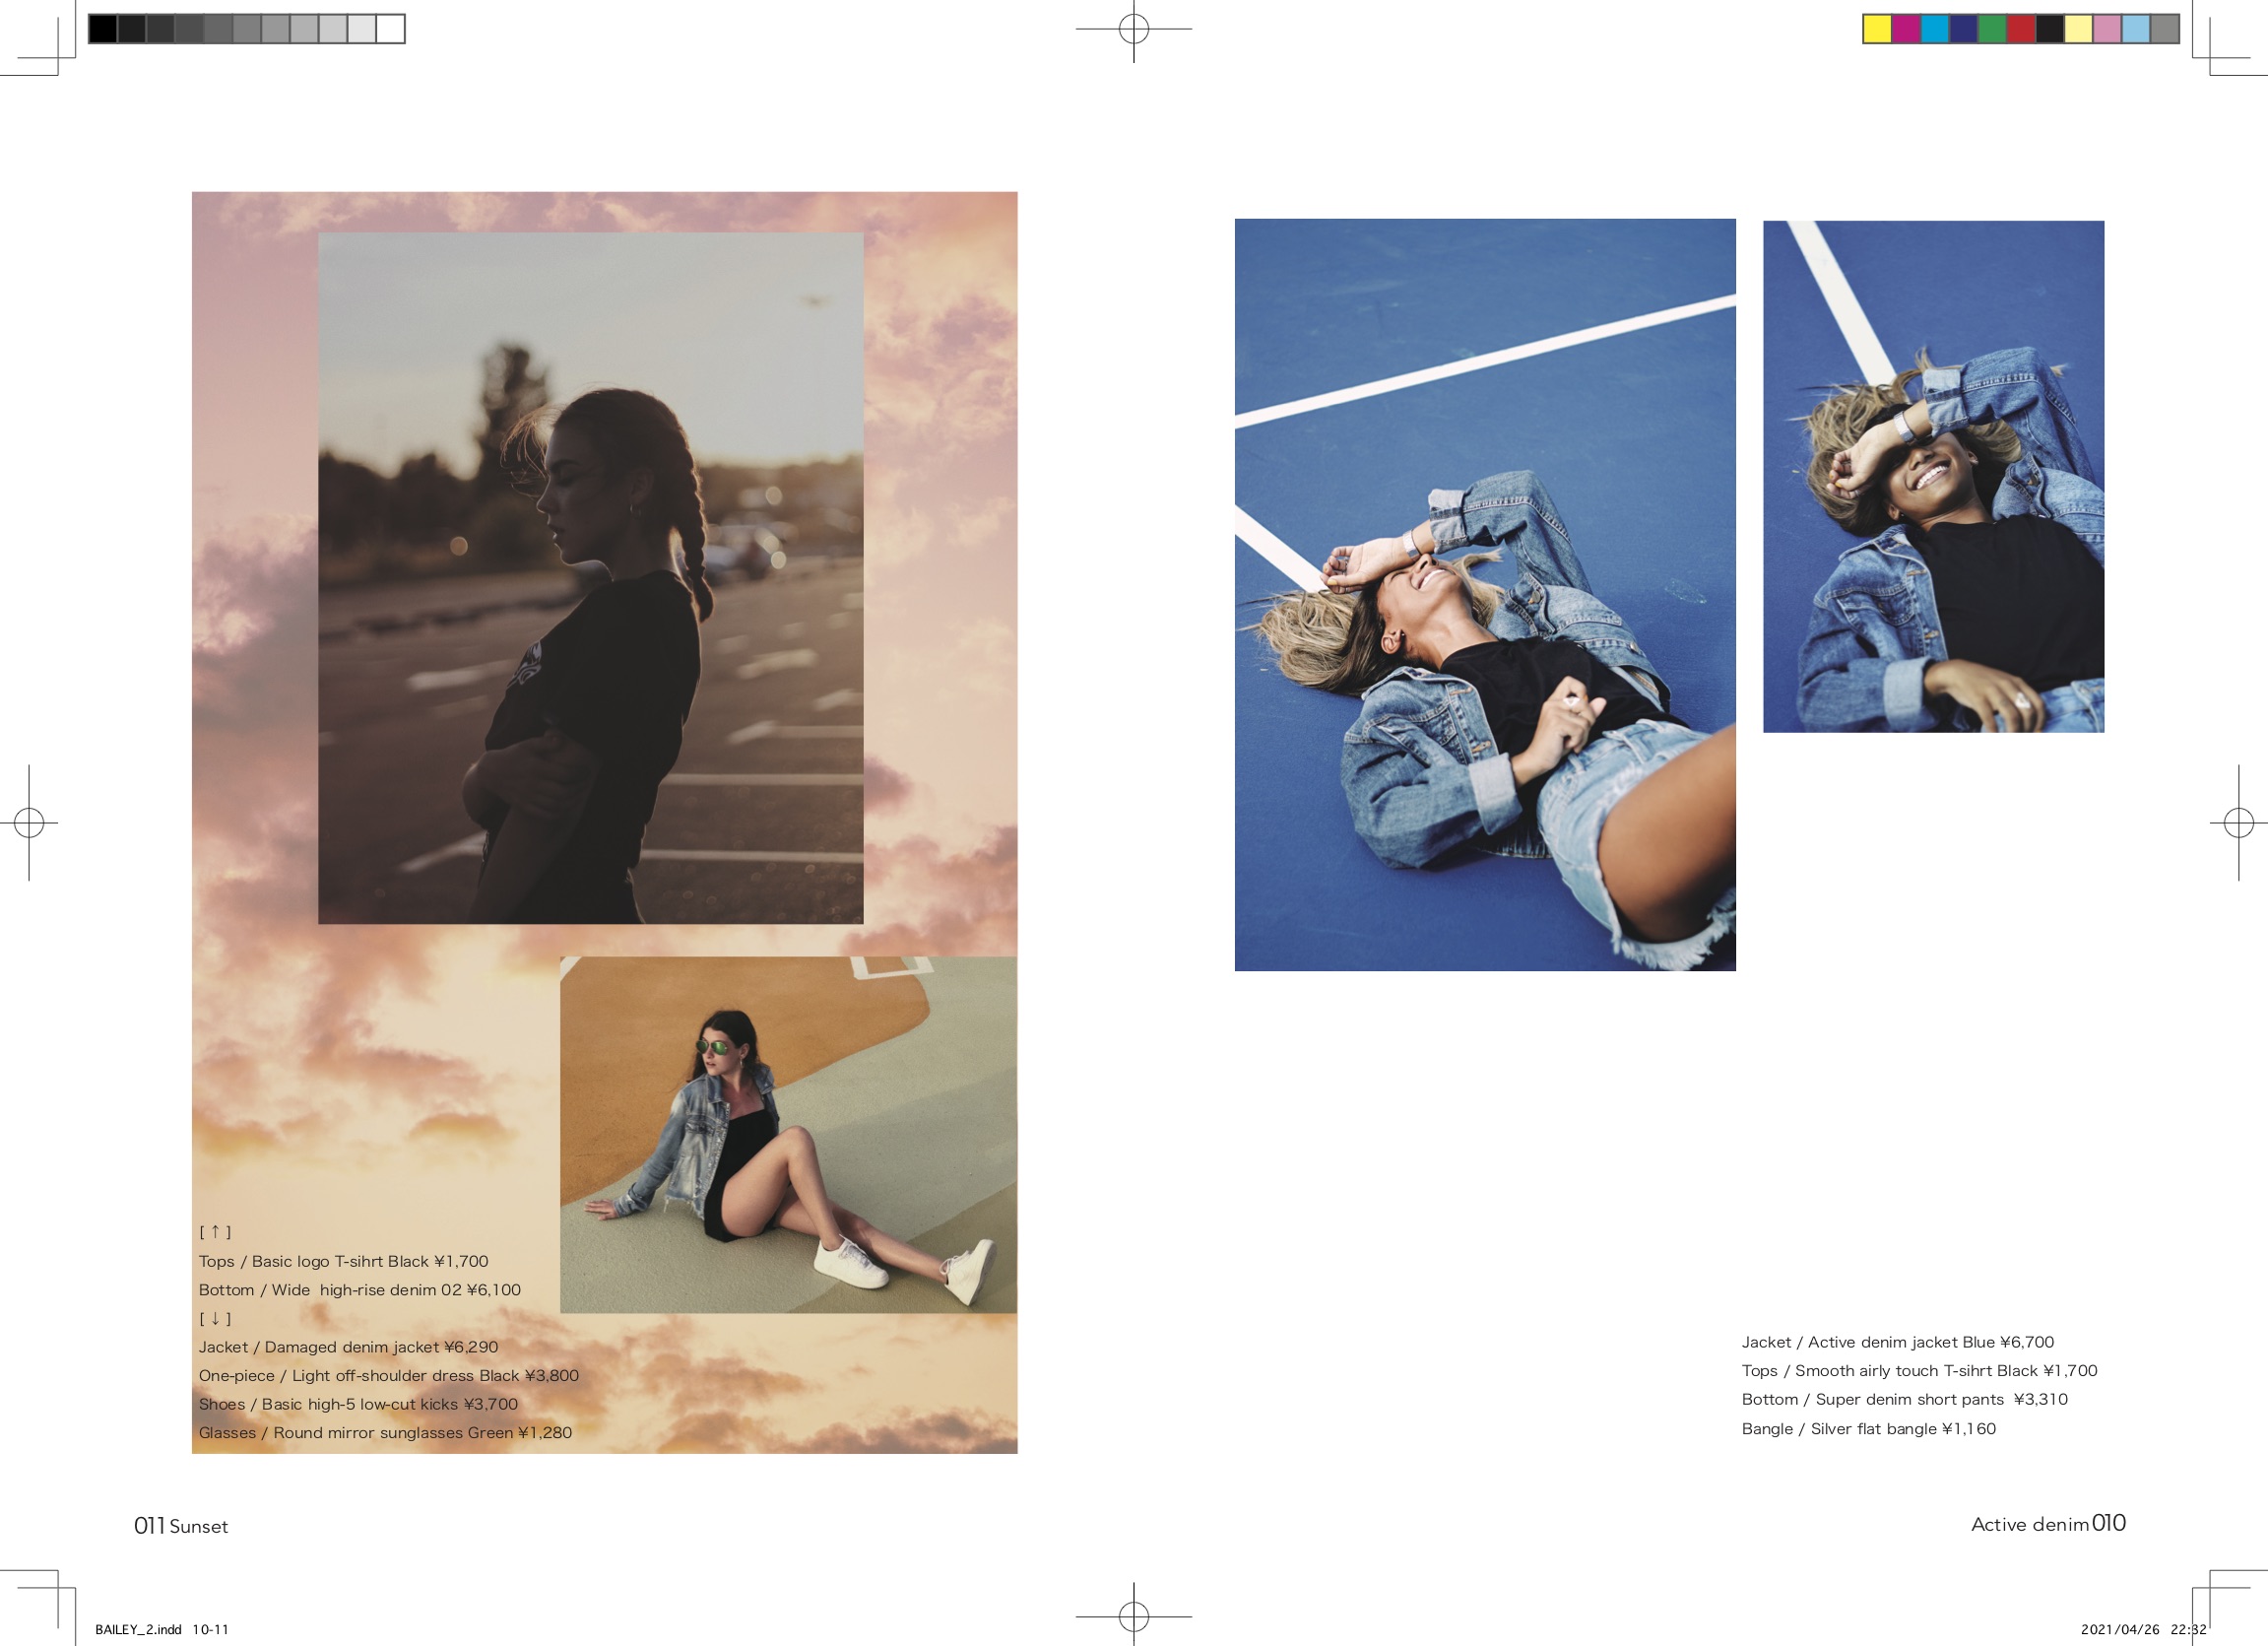 [ ↑ ]
Tops / Basic logo T-sihrt Black ¥1,700
Bottom / Wide  high-rise denim 02 ¥6,100
[ ↓ ]
Jacket / Damaged denim jacket ¥6,290
One-piece / Light off-shoulder dress Black ¥3,800
Shoes / Basic high-5 low-cut kicks ¥3,700
Glasses / Round mirror sunglasses Green ¥1,280
011 Sunset
Jacket / Active denim jacket Blue ¥6,700
Tops / Smooth airly touch T-sihrt Black ¥1,700
Bottom / Super denim short pants  ¥3,310
Bangle / Silver flat bangle ¥1,160
Active denim 010
BAILEY_2.indd   10-11
2021/04/26   22:32